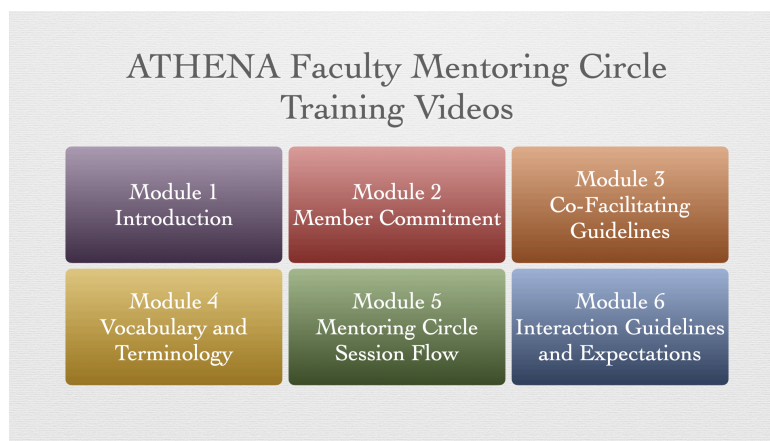 ATHENA Faculty Mentoring Circle
Training Videos
Module 1
Introduction
Module 2
Member Commitment
Module 3
Co-Facilitating
Guidelines
Module 4
Vocabulary and
Terminology
Module 5
Mentoring Circle
Session Flow
Module 6
Interaction Guidelines
and Expectations